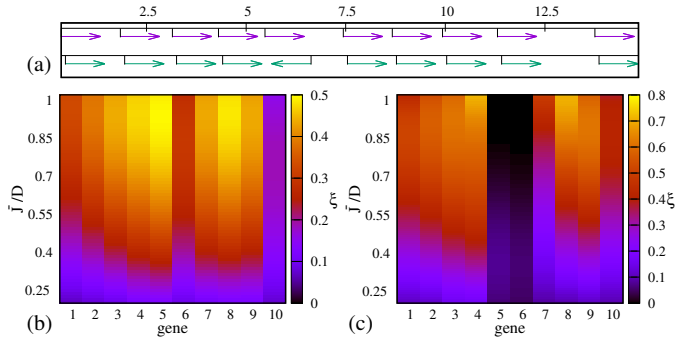 2.5 5 7.5 10 12.5
(a)
1 0.85 0.7 0.55 0.4 0.25
J̄/D
1 2 3 4 5 6 7 8 9 10
gene
(b)
0.5 0.4 0.3 0.2 0.1 0
ξ
1 0.85 0.7 0.55 0.4 0.25
J̄/D
1 2 3 4 5 6 7 8 9 10
gene
(c)
0.8 0.7 0.6 0.5 0.4 0.3 0.2 0.1 0
ξ